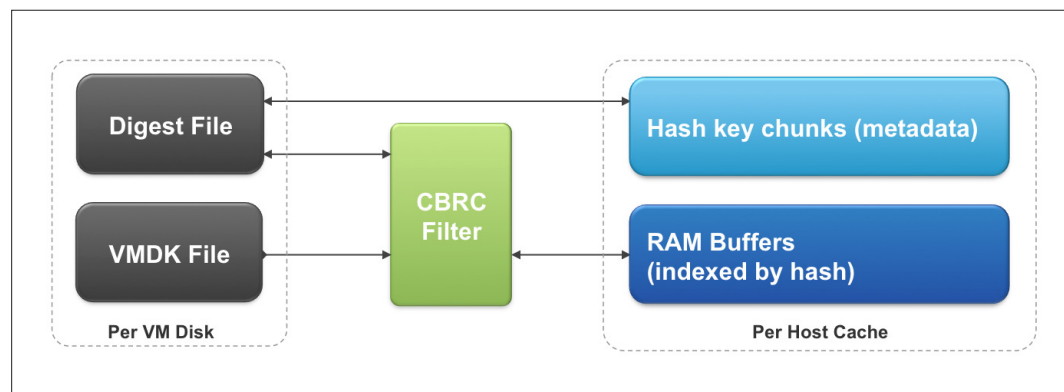 Digest File
VMDK File
Per VM Disk
CBRC
Filter
Hash key chunks (metadata)
RAM Buffers
(indexed by hash)
Per Host Cache